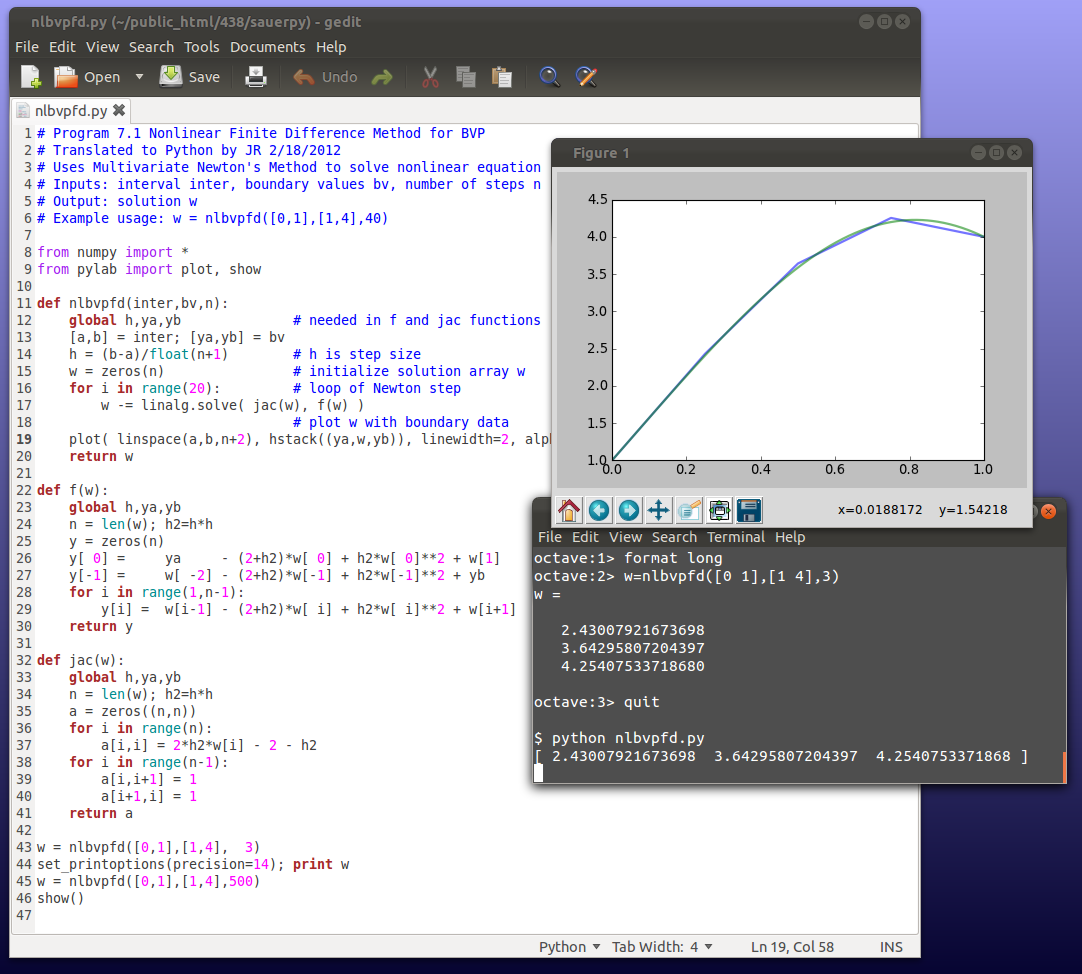 nlbvpfd.py (~/public_html/438/sauerpy) - gedit
File Edit View Search Tools Documents Help
Open Save Undo
nlbvpfd.py
1 # Program 7.1 Nonlinear Finite Difference Method for BVP
2 # Translated to Python by JR 2/18/2012
3 # Uses Multivariate Newton's Method to solve nonlinear equation
4 # Inputs: interval inter, boundary values bv, number of steps n
5 # Output: solution w
6 # Example usage: w = nlbvpfd([0,1],[1,4],40)
7
8 from numpy import *
9 from pylab import plot, show
10
11 def nlbvpfd(inter,bv,n):
12     global h,ya,yb              # needed in f and jac functions
13     [a,b] = inter; [ya,yb] = bv
14     h = (b-a)/float(n+1)        # h is step size
15     w = zeros(n)                # initialize solution array w
16     for i in range(20):         # loop of Newton step
17         w -= linalg.solve( jac(w), f(w) )
18                                 # plot w with boundary data
19     plot( linspace(a,b,n+2), hstack((ya,w,yb)), linewidth=2, alp
20     return w
21
22 def f(w):
23     global h,ya,yb
24     n = len(w); h2=h*h
25     y = zeros(n)
26     y[ 0] =     ya     - (2+h2)*w[ 0] + h2*w[ 0]**2 + w[1]
27     y[-1] =     w[ -2] - (2+h2)*w[-1] + h2*w[-1]**2 + yb
28     for i in range(1,n-1):
29         y[i] =  w[i-1] - (2+h2)*w[ i] + h2*w[ i]**2 + w[i+1]
30     return y
31
32 def jac(w):
33     global h,ya,yb
34     n = len(w); h2=h*h
35     a = zeros((n,n))
36     for i in range(n):
37         a[i,i] = 2*h2*w[i] - 2 - h2
38     for i in range(n-1):
39         a[i,i+1] = 1
40         a[i+1,i] = 1
41     return a
42
43 w = nlbvpfd([0,1],[1,4],  3)
44 set_printoptions(precision=14); print w
45 w = nlbvpfd([0,1],[1,4],500)
46 show()
47
Python Tab Width: 4 Ln 19, Col 58 INS
Figure 1
4.5
4.0
3.5
3.0
2.5
2.0
1.5
1.0
0.0 0.2 0.4 0.6 0.8 1.0
x=0.0188172 y=1.54218
File Edit View Search Terminal Help
octave:1> format long
octave:2> w=nlbvpfd([0 1],[1 4],3)
w =
2.43007921673698
3.64295807204397
4.25407533718680
octave:3> quit
$ python nlbvpfd.py
[ 2.43007921673698  3.64295807204397  4.2540753371868 ]